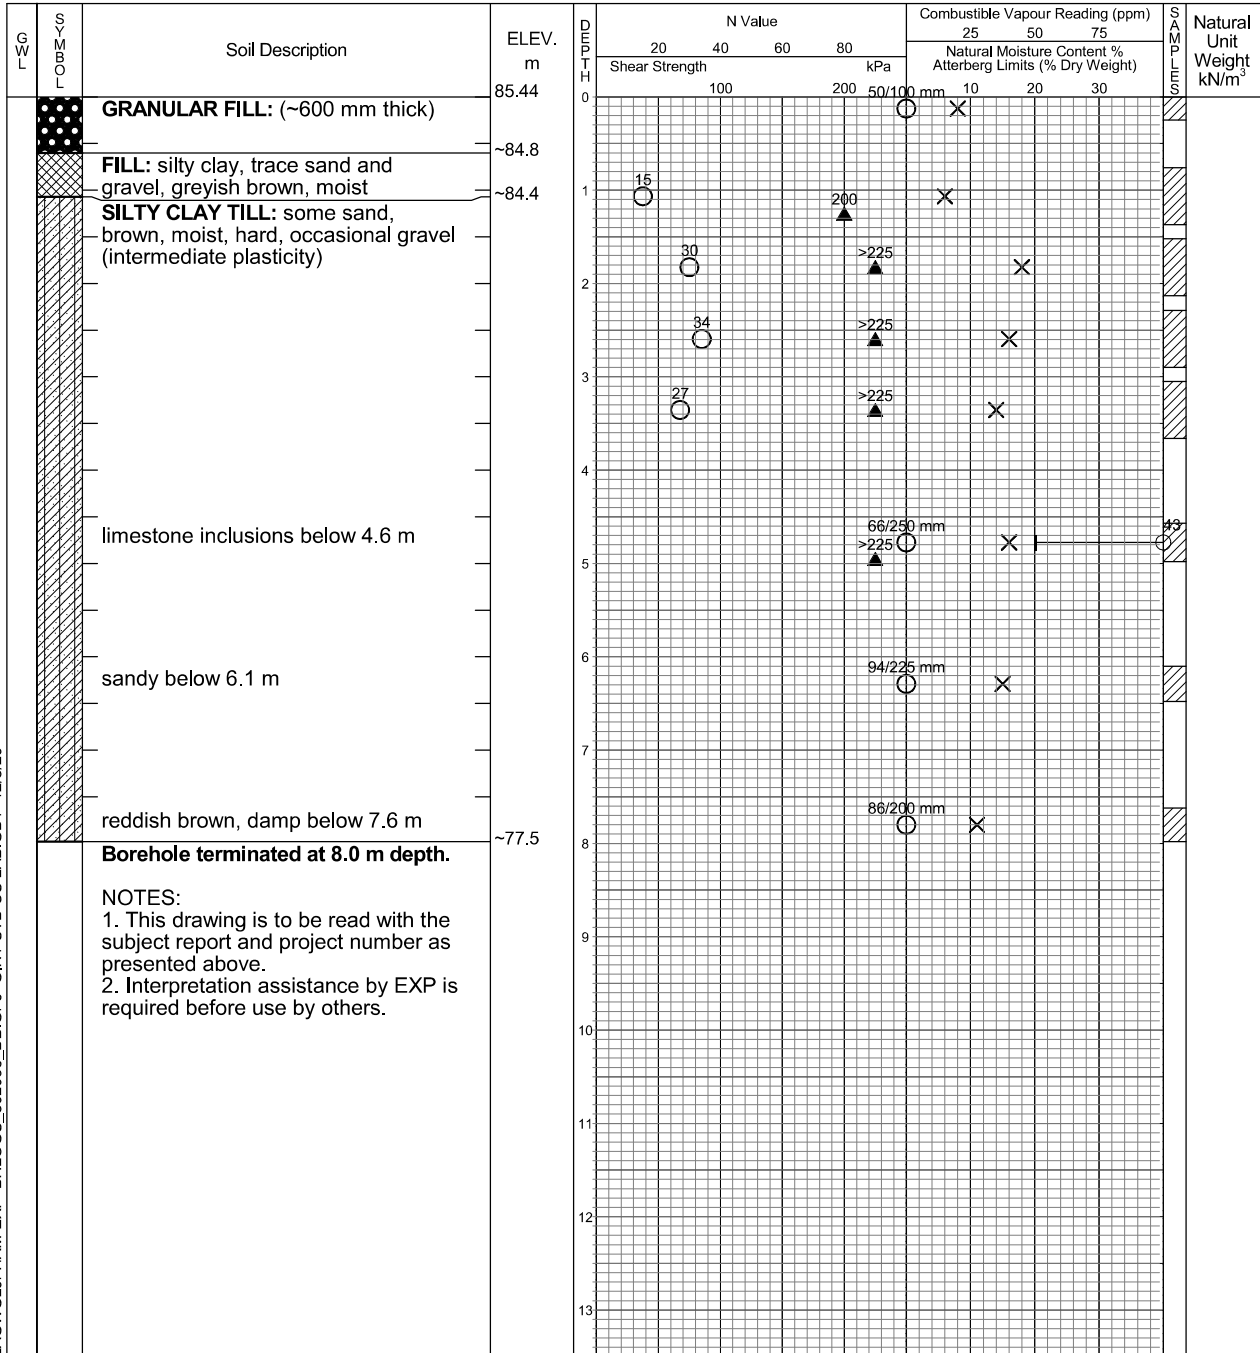 GWL
SYMBOL
Soil Description
ELEV.
m
DEPTH
N Value
20 40 60 80
Shear Strength kPa
100 200
Combustible Vapour Reading (ppm)
25 50 75
Natural Moisture Content %
Atterberg Limits (% Dry Weight)
10 20 30
SAMPLES
Natural
Unit
Weight
kN/m³
85.44
0
50/100 mm
GRANULAR FILL: (~600 mm thick)
~84.8
FILL: silty clay, trace sand and
gravel, greyish brown, moist
~84.4
1
15
200
SILTY CLAY TILL: some sand,
brown, moist, hard, occasional gravel
(intermediate plasticity)
30
>225
2
34
>225
3
27
>225
4
limestone inclusions below 4.6 m
66/250 mm
43
>225
5
6
sandy below 6.1 m
94/225 mm
7
reddish brown, damp below 7.6 m
86/200 mm
~77.5
8
Borehole terminated at 8.0 m depth.
NOTES:
1. This drawing is to be read with the
subject report and project number as
presented above.
2. Interpretation assistance by EXP is
required before use by others.
9
10
11
12
13